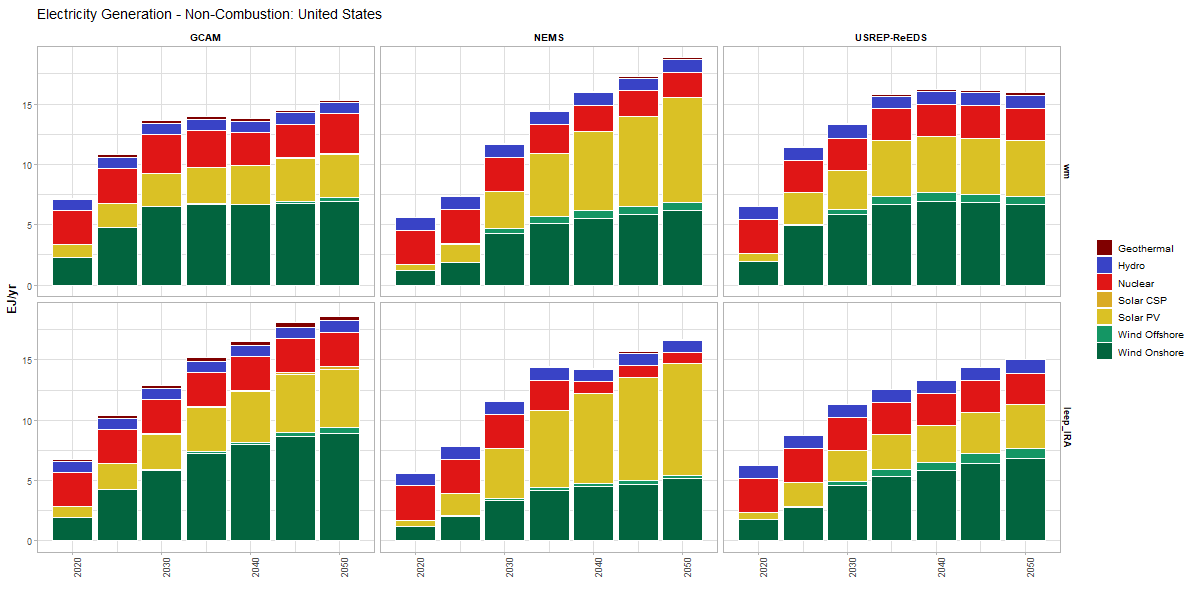 Electricity Generation - Non-Combustion: United States
GCAM
NEMS
USREP-ReEDS
EJ/yr
15
10
5
0
wm
15
10
5
0
leep_IRA
2020
2030
2040
2050
2020
2030
2040
2050
2020
2030
2040
2050
Geothermal
Hydro
Nuclear
Solar CSP
Solar PV
Wind Offshore
Wind Onshore